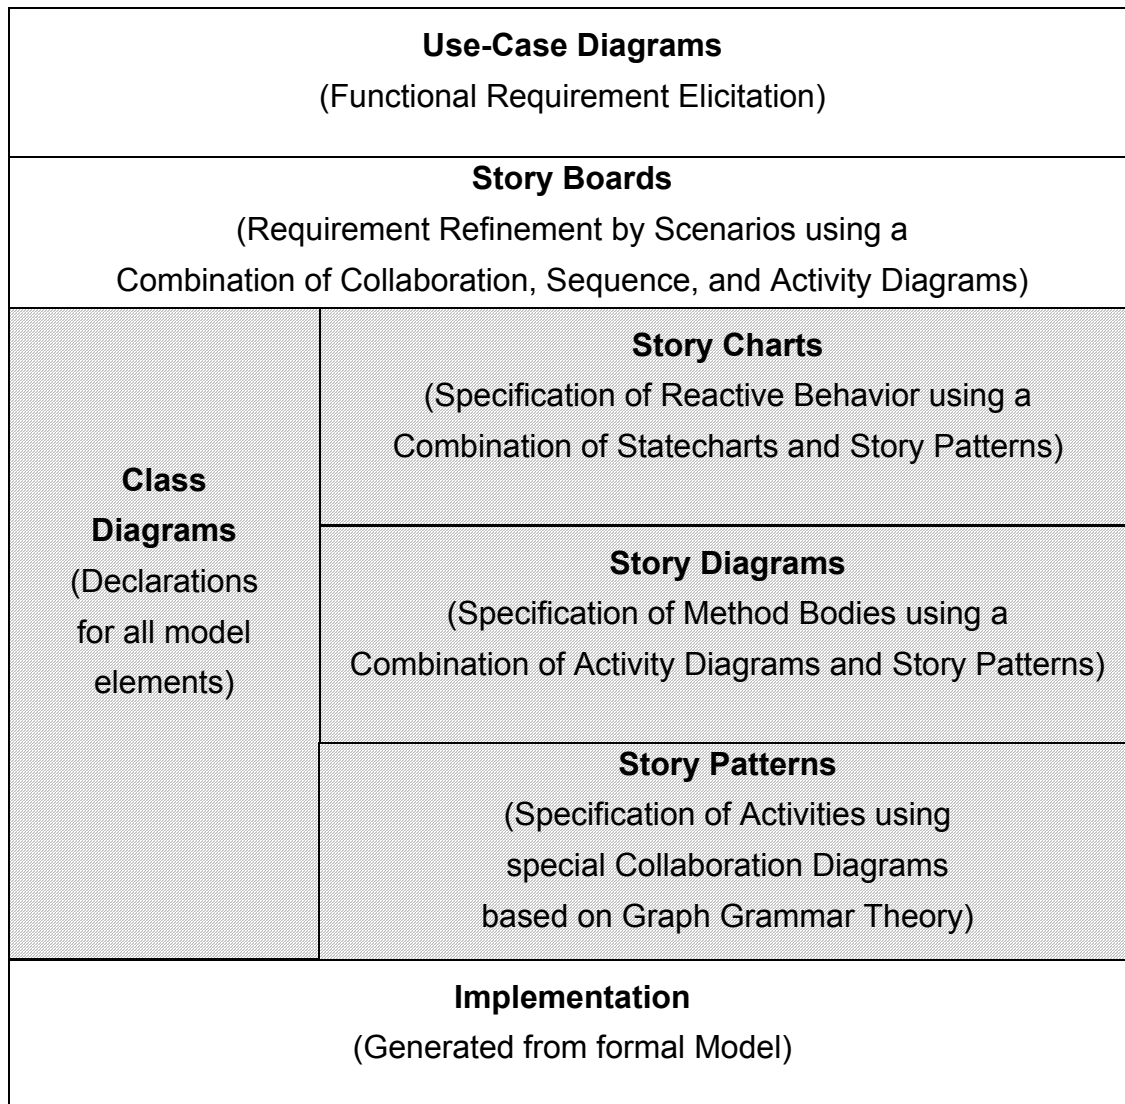 Use-Case Diagrams
(Functional Requirement Elicitation)
Story Boards
(Requirement Refinement by Scenarios using a
Combination of Collaboration, Sequence, and Activity Diagrams)
Class
Diagrams
(Declarations
for all model
elements)
Story Charts
(Specification of Reactive Behavior using a
Combination of Statecharts and Story Patterns)
Story Diagrams
(Specification of Method Bodies using a
Combination of Activity Diagrams and Story Patterns)
Story Patterns
(Specification of Activities using
special Collaboration Diagrams
based on Graph Grammar Theory)
Implementation
(Generated from formal Model)